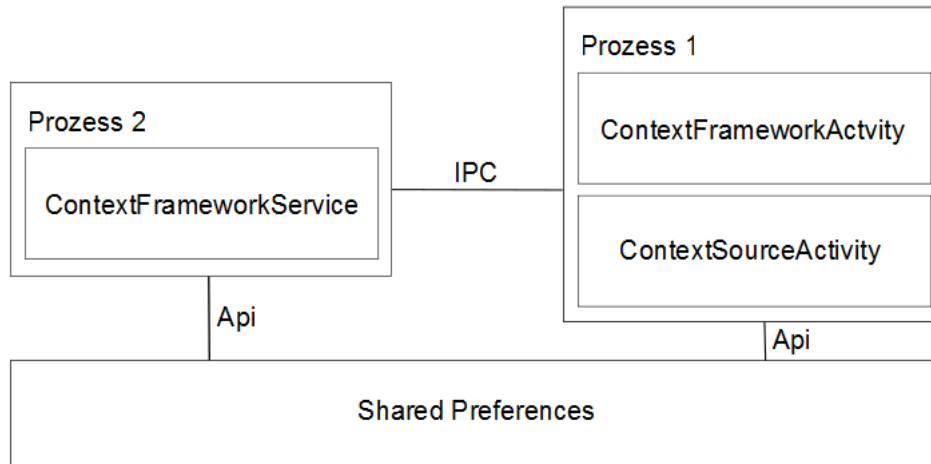 Prozess 1
ContextFrameworkActvity
ContextSourceActivity
Prozess 2
ContextFrameworkService
IPC
Api
Api
Shared Preferences